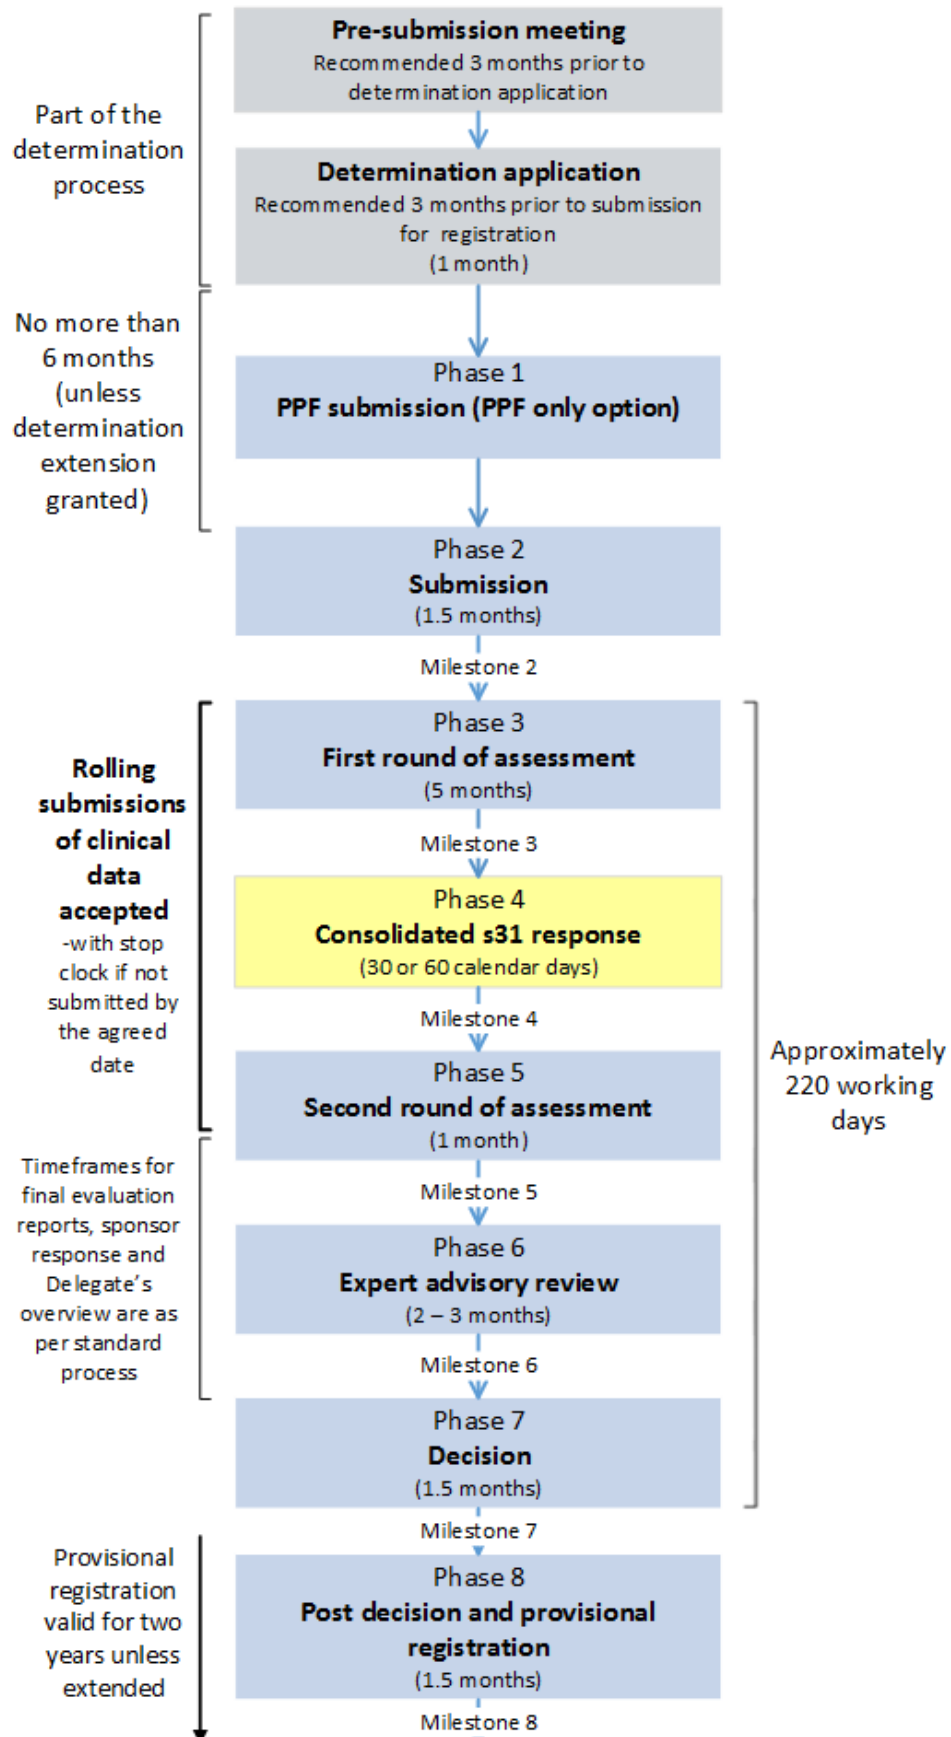 Pre-submission meeting
Recommended 3 months prior to
determination application
Part of the
determination
process
Determination application
Recommended 3 months prior to submission
for registration
(1 month)
No more than
6 months
(unless
determination
extension
granted)
Phase 1
PPF submission (PPF only option)
Phase 2
Submission
(1.5 months)
Milestone 2
Phase 3
First round of assessment
(5 months)
Milestone 3
Rolling
submissions
of clinical
data
accepted
-with stop
clock if not
submitted by
the agreed
date
Phase 4
Consolidated s31 response
(30 or 60 calendar days)
Milestone 4
Phase 5
Second round of assessment
(1 month)
Approximately
220 working
days
Milestone 5
Timeframes for
final evaluation
reports, sponsor
response and
Delegate's
overview are as
per standard
process
Phase 6
Expert advisory review
(2 – 3 months)
Milestone 6
Phase 7
Decision
(1.5 months)
Milestone 7
Provisional
registration
valid for two
years unless
extended
Phase 8
Post decision and provisional
registration
(1.5 months)
Milestone 8